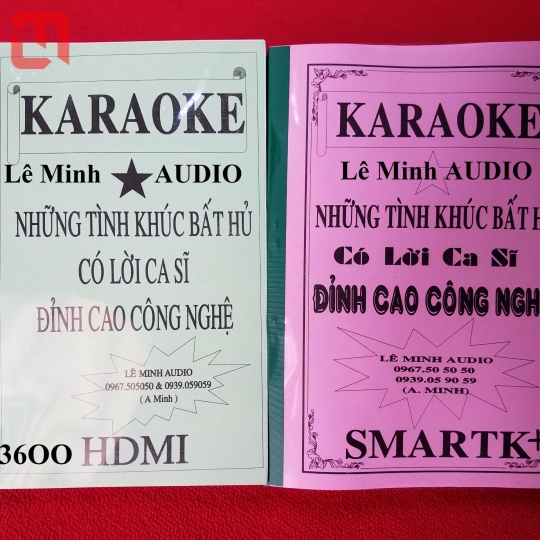 KARAOKE
Lê Minh ★ AUDIO
NHỮNG TÌNH KHÚC BẤT HỦ
CÓ LỜI CA SĨ
ĐỈNH CAO CÔNG NGHỆ
LÊ MINH AUDIO
0967.505050 & 0939.059059
( A Minh )
36OO HDMI
KARAOKE
Lê Minh AUDIO
NHỮNG TÌNH KHÚC BẤT H
Có Lời Ca Sĩ
ĐỈNH CAO CÔNG NGH
LÊ MINH AUDIO
0967.50 50 50
0939.05 90 59
(A. MINH)
SMARTK+